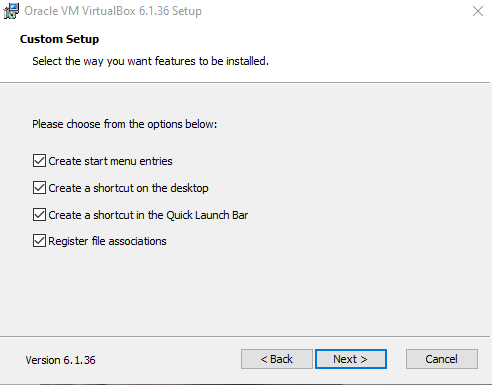 Oracle VM VirtualBox 6.1.36 Setup
Custom Setup
Select the way you want features to be installed.
Please choose from the options below:
Create start menu entries
Create a shortcut on the desktop
Create a shortcut in the Quick Launch Bar
Register file associations
Version 6.1.36
< Back
Next >
Cancel